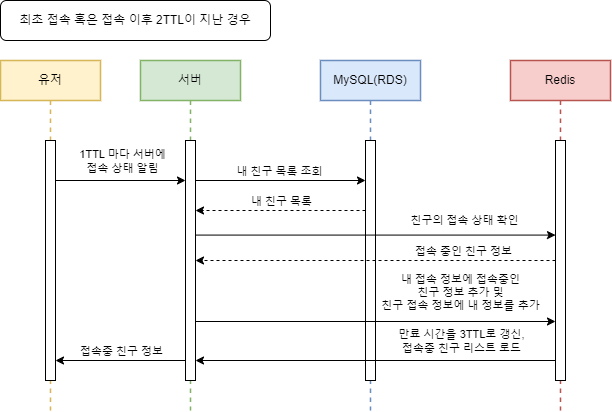 최초 접속 혹은 접속 이후 2TTL이 지난 경우
유저
서버
MySQL(RDS)
Redis
1TTL 마다 서버에
접속 상태 알림
내 친구 목록 조회
내 친구 목록
친구의 접속 상태 확인
접속 중인 친구 정보
내 접속 정보에 접속중인
친구 정보 추가 및
친구 접속 정보에 내 정보를 추가
만료 시간을 3TTL로 갱신,
접속중 친구 리스트 로드
접속중 친구 정보